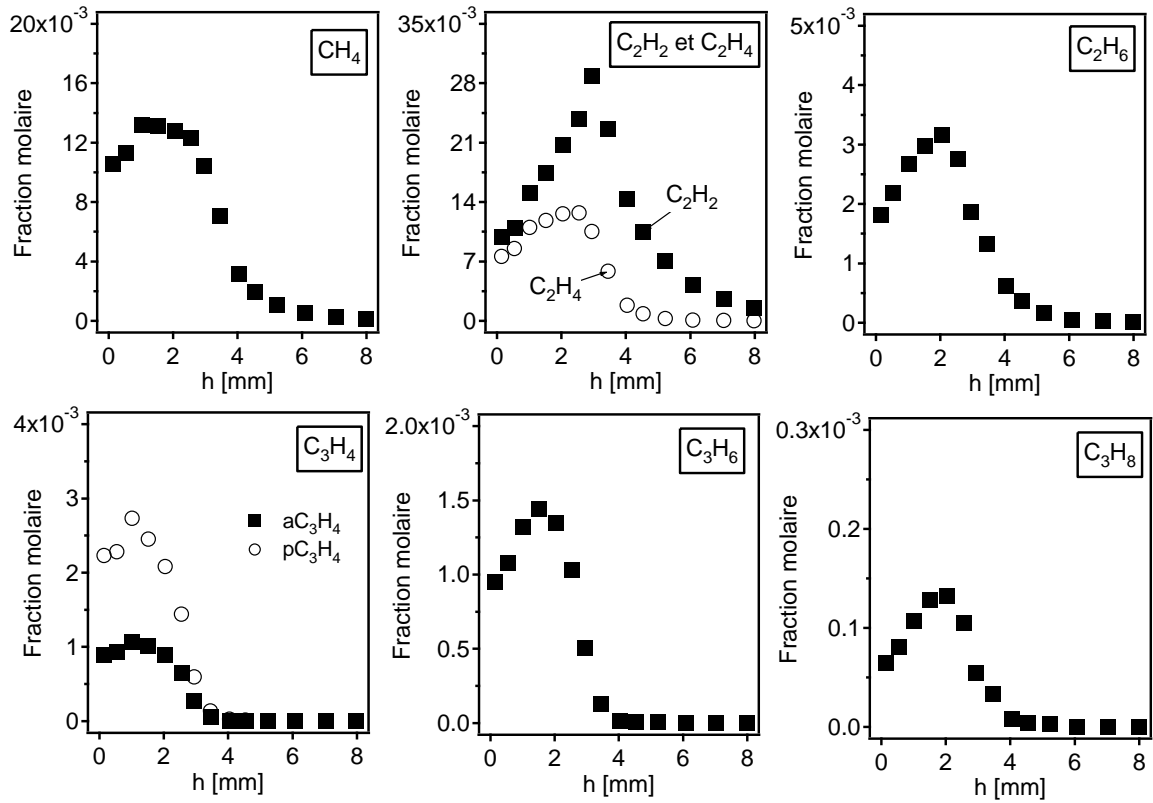 20x10⁻³
16
12
8
4
0
Fraction molaire
CH₄
0 2 4 6 8
h [mm]
35x10⁻³
28
21
14
7
0
Fraction molaire
C₂H₂ et C₂H₄
C₂H₂
C₂H₄
0 2 4 6 8
h [mm]
5x10⁻³
4
3
2
1
0
Fraction molaire
C₂H₆
0 2 4 6 8
h [mm]
4x10⁻³
3
2
1
0
Fraction molaire
C₃H₄
aC₃H₄
pC₃H₄
0 2 4 6 8
h [mm]
2.0x10⁻³
1.5
1.0
0.5
0.0
Fraction molaire
C₃H₆
0 2 4 6 8
h [mm]
0.3x10⁻³
0.2
0.1
0.0
Fraction molaire
C₃H₈
0 2 4 6 8
h [mm]